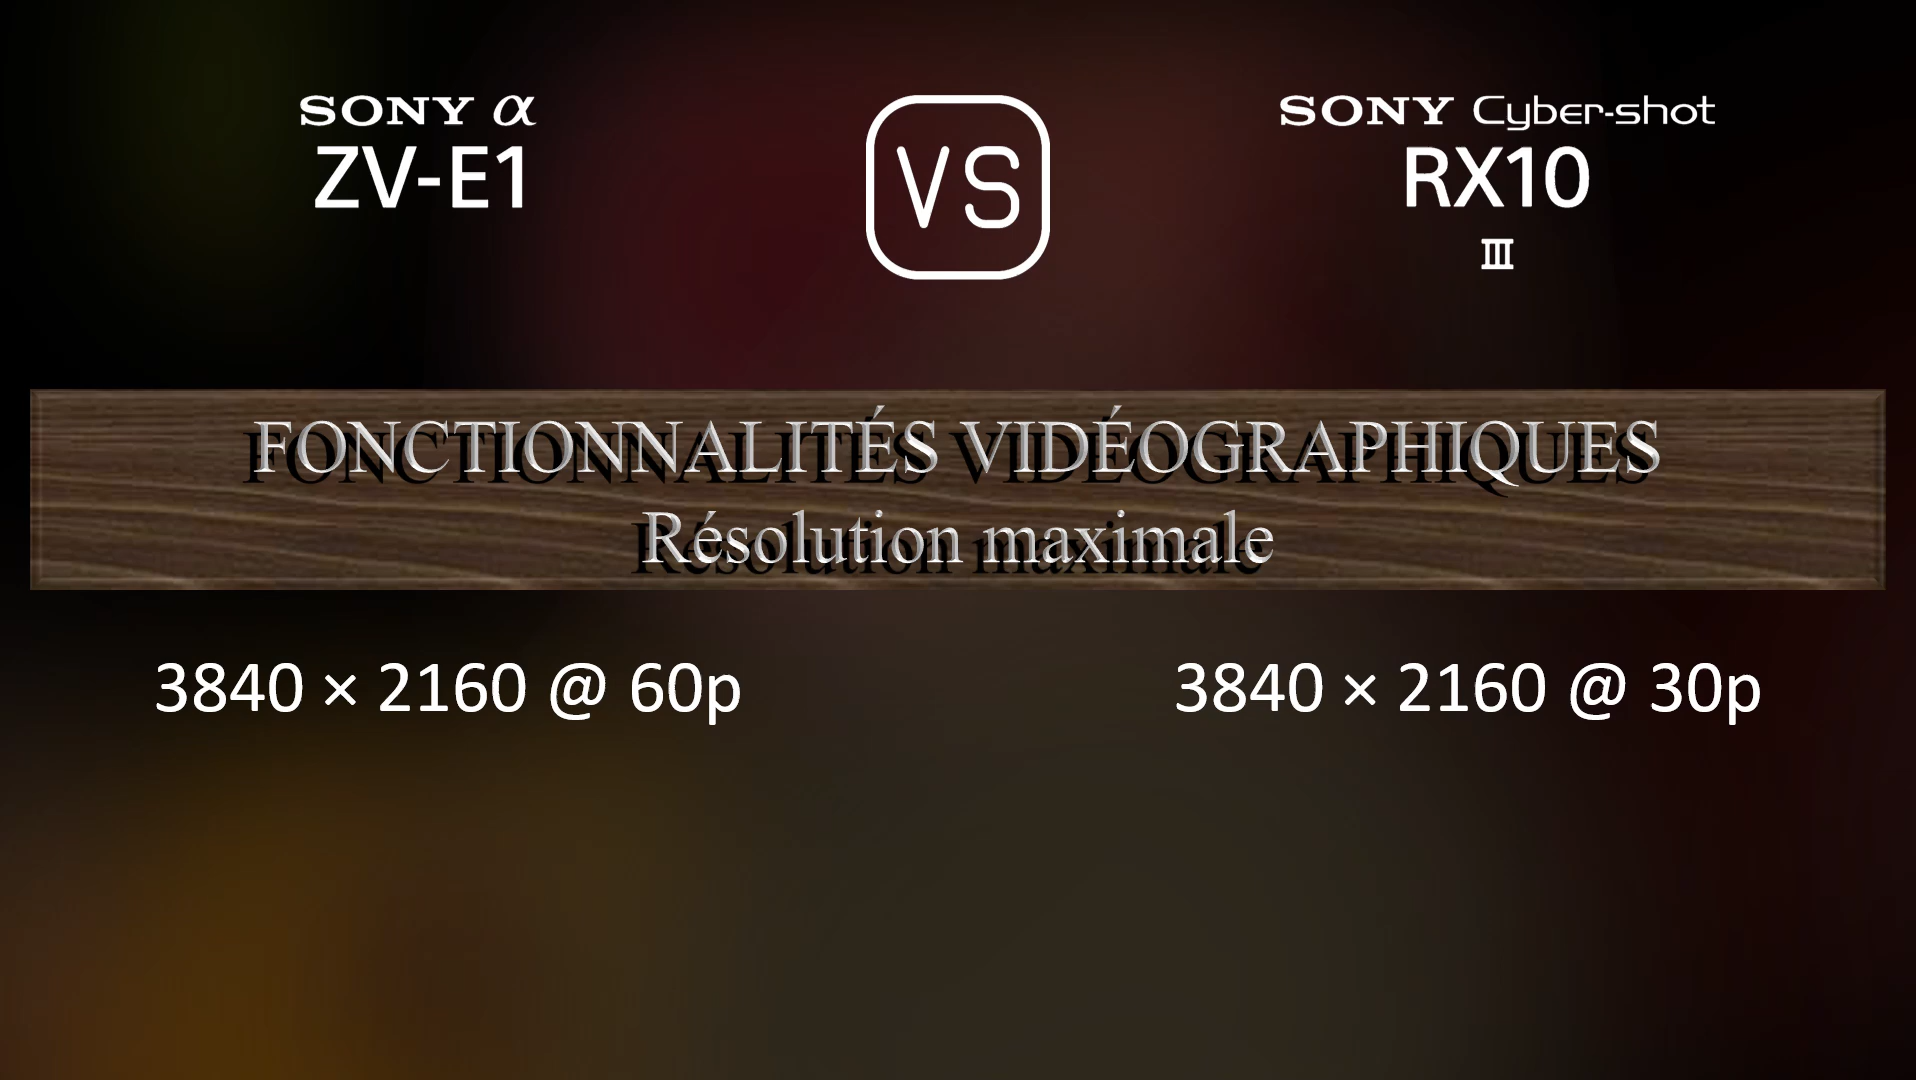 SONY α
ZV-E1
VS
SONY Cyber-shot
RX10
III
FONCTIONNALITÉS VIDÉOGRAPHIQUES
Résolution maximale
3840 × 2160 @ 60p
3840 × 2160 @ 30p